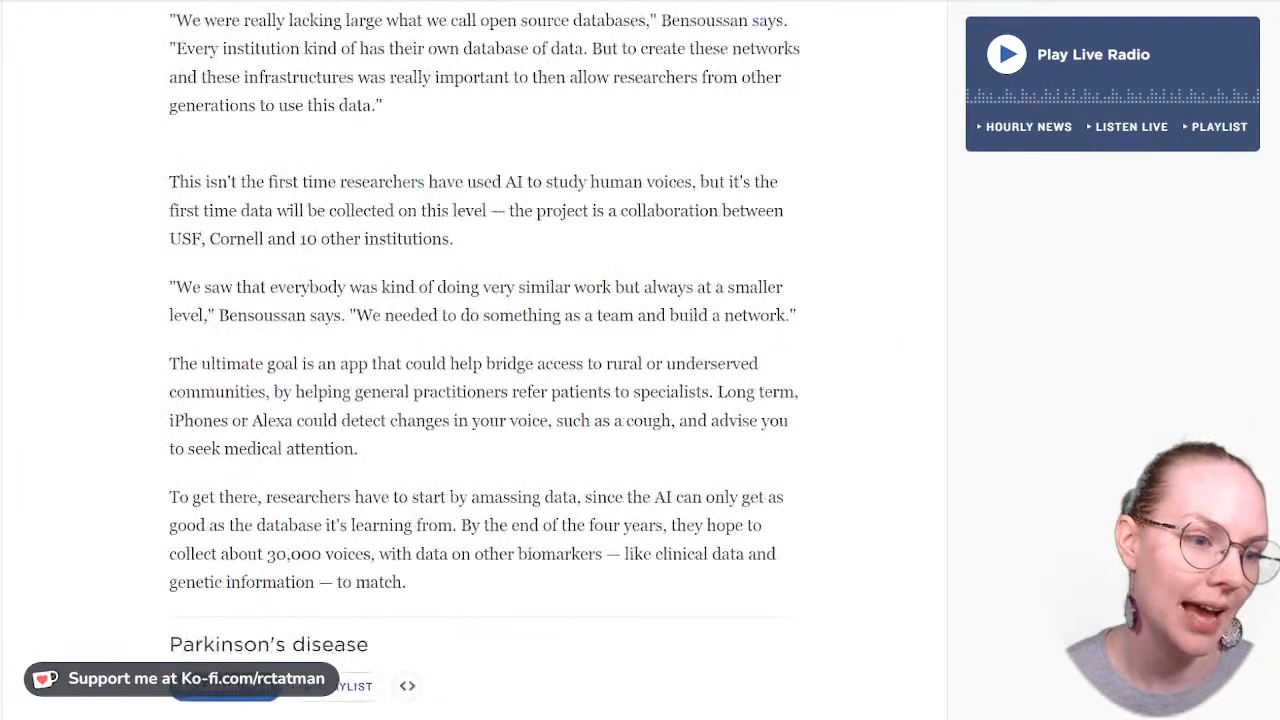 "We were really lacking large what we call open source databases," Bensoussan says.
"Every institution kind of has their own database of data. But to create these networks
and these infrastructures was really important to then allow researchers from other
generations to use this data."
This isn't the first time researchers have used AI to study human voices, but it's the
first time data will be collected on this level — the project is a collaboration between
USF, Cornell and 10 other institutions.
"We saw that everybody was kind of doing very similar work but always at a smaller
level," Bensoussan says. "We needed to do something as a team and build a network."
The ultimate goal is an app that could help bridge access to rural or underserved
communities, by helping general practitioners refer patients to specialists. Long term,
iPhones or Alexa could detect changes in your voice, such as a cough, and advise you
to seek medical attention.
To get there, researchers have to start by amassing data, since the AI can only get as
good as the database it's learning from. By the end of the four years, they hope to
collect about 30,000 voices, with data on other biomarkers — like clinical data and
genetic information — to match.
Parkinson's disease
Support me at Ko-fi.com/rctatman
YLIST
Play Live Radio
HOURLY NEWS LISTEN LIVE PLAYLIST